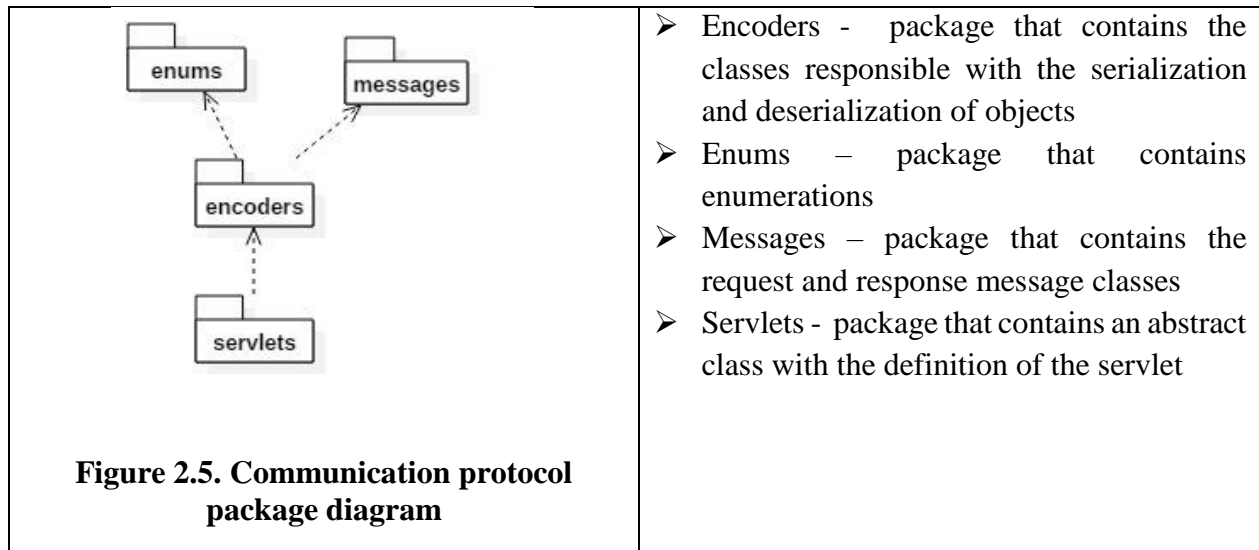 enums
messages
encoders
servlets
Figure 2.5. Communication protocol
package diagram
➢ Encoders - package that contains the
classes responsible with the serialization
and deserialization of objects
➢ Enums – package that contains
enumerations
➢ Messages – package that contains the
request and response message classes
➢ Servlets - package that contains an abstract
class with the definition of the servlet